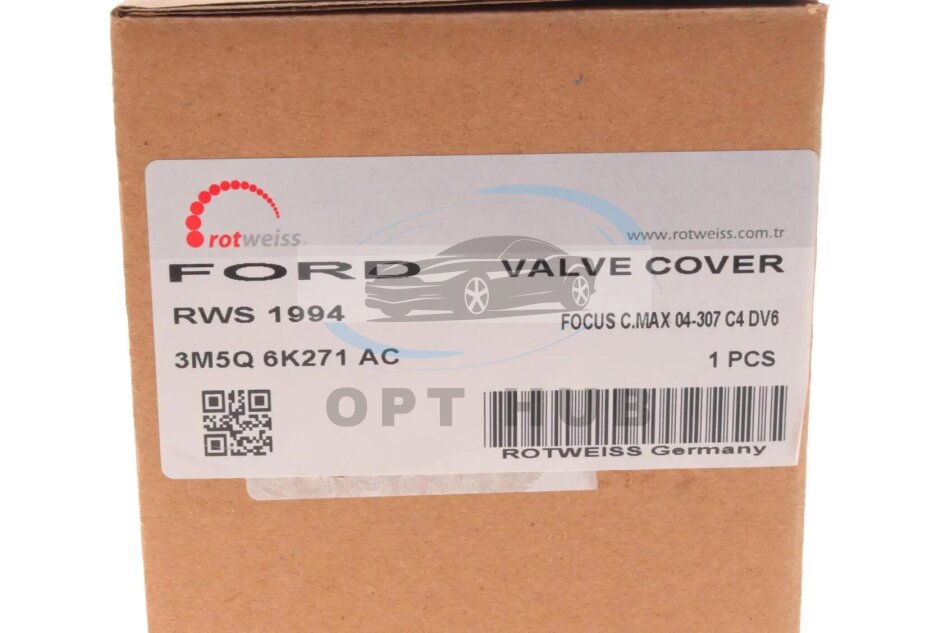 rotweiss.
www.rotweiss.com.tr
FORD VALVE COVER
RWS 1994
FOCUS C.MAX 04-307 C4 DV6
3M5Q 6K271 AC
1 PCS
OPT HUB
ROTWEISS Germany